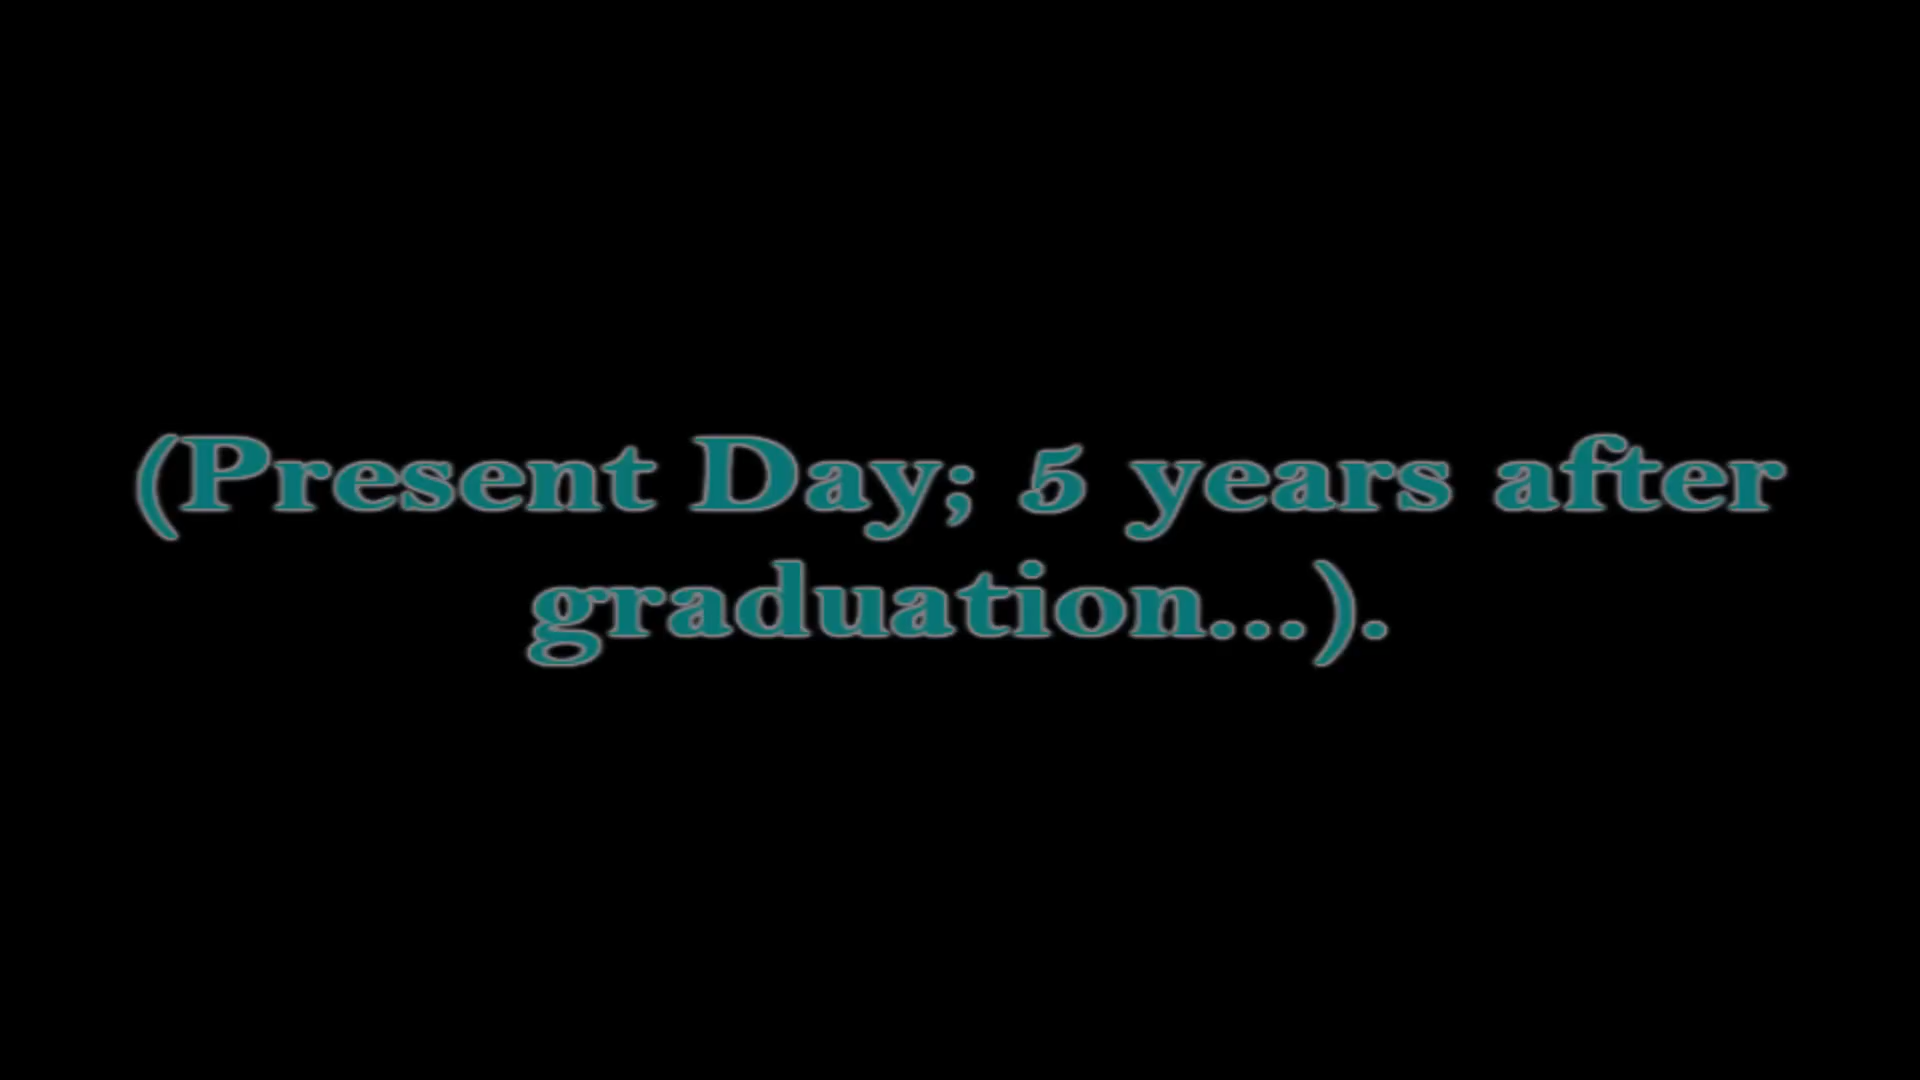 (Present Day; 5 years after
graduation...).